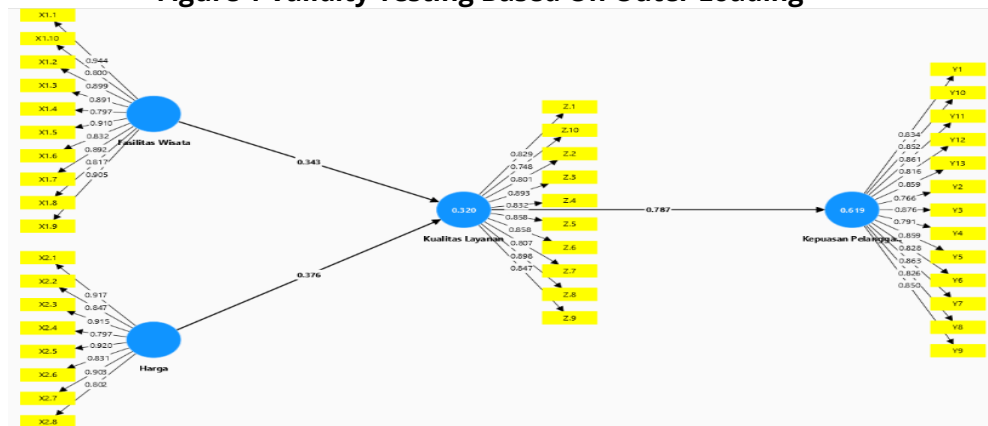 Figure 1 Validity Testing Based On Outer Loading
X1.1
X1.10
X1.2
X1.3
X1.4
X1.5
X1.6
X1.7
X1.8
X1.9
0.944
0.800
0.899
0.891
0.797
0.910
0.832
0.892
0.817
0.905
Fasilitas Wisata
0.343
X2.1
X2.2
X2.3
X2.4
X2.5
X2.6
X2.7
X2.8
0.917
0.847
0.915
0.797
0.920
0.831
0.903
0.802
Harga
0.376
0.320
Kualitas Layanan
Z.1
Z.10
Z.2
Z.3
Z.4
Z.5
Z.6
Z.7
Z.8
Z.9
0.829
0.748
0.801
0.893
0.832
0.858
0.858
0.807
0.898
0.847
0.787
0.619
Kepuasan Pelangga...
0.834
0.852
0.861
0.816
0.859
0.766
0.876
0.791
0.859
0.828
0.863
0.826
0.850
Y1
Y10
Y11
Y12
Y13
Y2
Y3
Y4
Y5
Y6
Y7
Y8
Y9